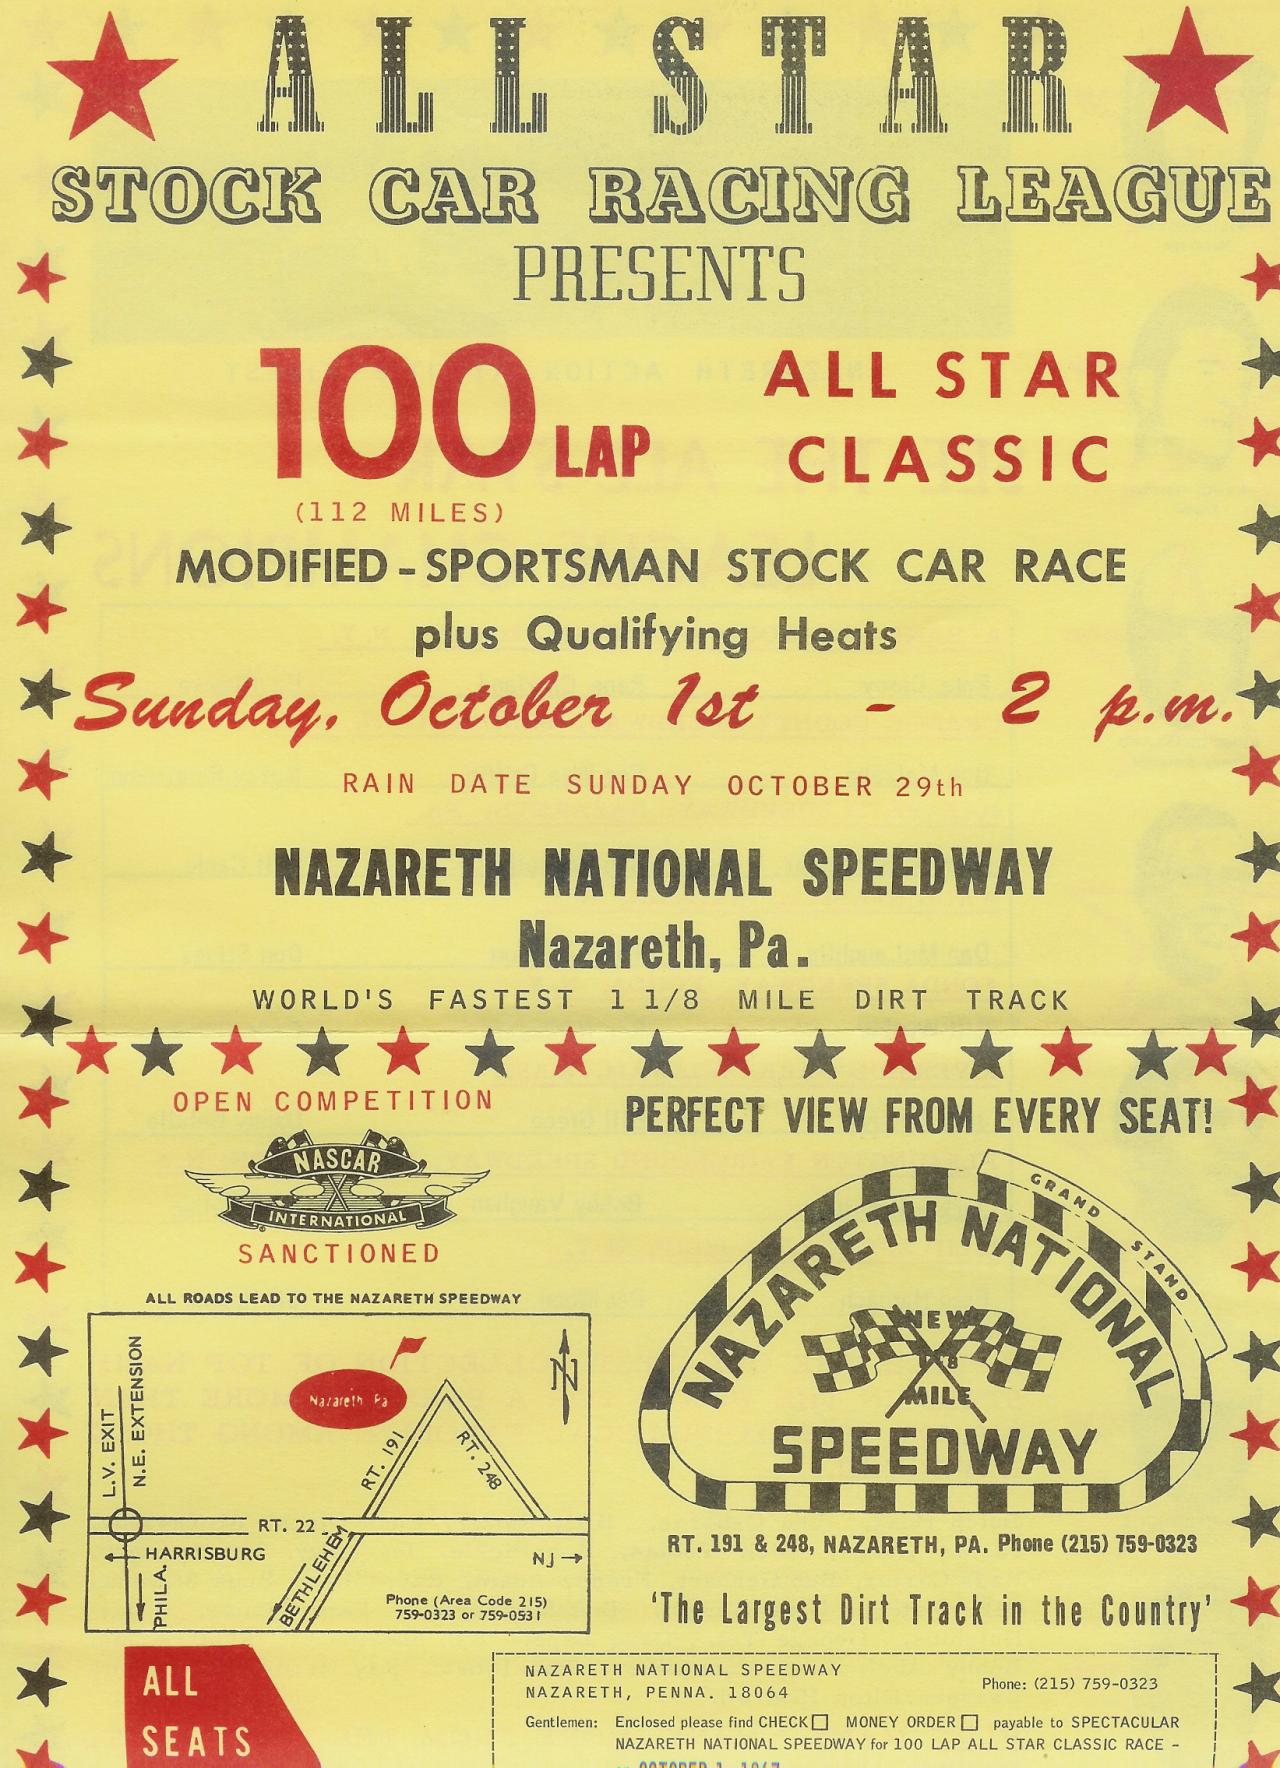 ALL STAR
STOCK CAR RACING LEAGUE
PRESENTS
100 LAP ALL STAR CLASSIC
(112 MILES)
MODIFIED - SPORTSMAN STOCK CAR RACE
plus Qualifying Heats
Sunday, October 1st - 2 p.m.
RAIN DATE SUNDAY OCTOBER 29th
NAZARETH NATIONAL SPEEDWAY
Nazareth, Pa.
WORLD'S FASTEST 1 1/8 MILE DIRT TRACK
OPEN COMPETITION
NASCAR
INTERNATIONAL
SANCTIONED
ALL ROADS LEAD TO THE NAZARETH SPEEDWAY
L.V. EXIT
N.E. EXTENSION
Nazareth Pa
N
RT. 191
RT. 248
RT. 22
HARRISBURG
NJ
PHILA.
BETHLEHEM
Phone (Area Code 215)
759-0323 or 759-0531
PERFECT VIEW FROM EVERY SEAT!
GRAND STAND
NAZARETH NATIONAL
NEW
1 1/8
MILE
SPEEDWAY
RT. 191 & 248, NAZARETH, PA. Phone (215) 759-0323
'The Largest Dirt Track in the Country'
ALL
SEATS
NAZARETH NATIONAL SPEEDWAY
NAZARETH, PENNA. 18064
Phone: (215) 759-0323
Gentlemen: Enclosed please find CHECK MONEY ORDER payable to SPECTACULAR
NAZARETH NATIONAL SPEEDWAY for 100 LAP ALL STAR CLASSIC RACE -
OCTOBER 1, 1967